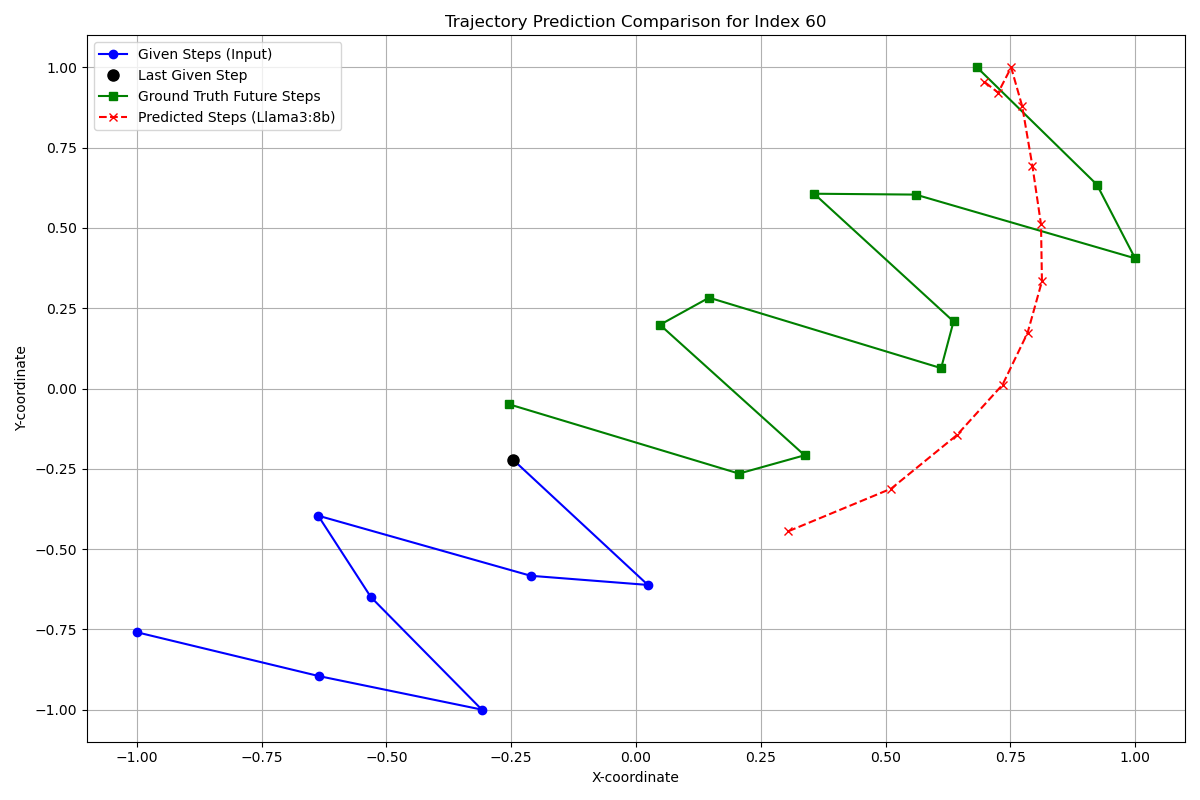 Trajectory Prediction Comparison for Index 60
Given Steps (Input)
Last Given Step
Ground Truth Future Steps
Predicted Steps (Llama3:8b)
Y-coordinate
1.00
0.75
0.50
0.25
0.00
−0.25
−0.50
−0.75
−1.00
−1.00 −0.75 −0.50 −0.25 0.00 0.25 0.50 0.75 1.00
X-coordinate